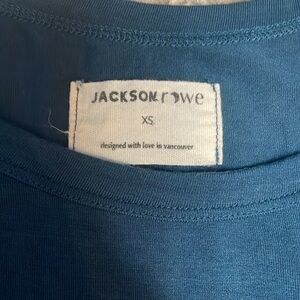 JACKSON.rowe
XS
designed with love in vancouver